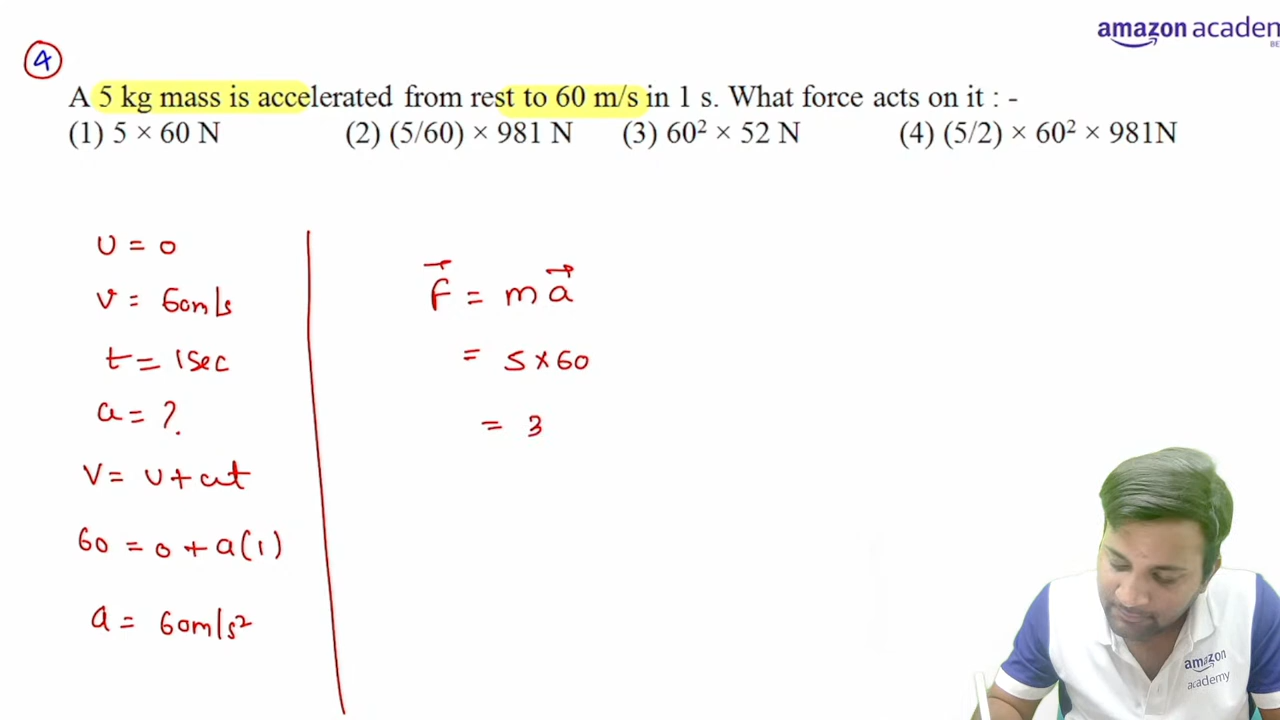 amazon academ
BE
4
A 5 kg mass is accelerated from rest to 60 m/s in 1 s. What force acts on it : -
(1) 5 × 60 N (2) (5/60) × 981 N (3) 60² × 52 N (4) (5/2) × 60² × 981N
u = 0
v = 60m/s
t = 1sec
a = ?
V = u + at
60 = 0 + a(1)
a = 60m/s²
F = ma
= 5×60
= 3
amazon
academy